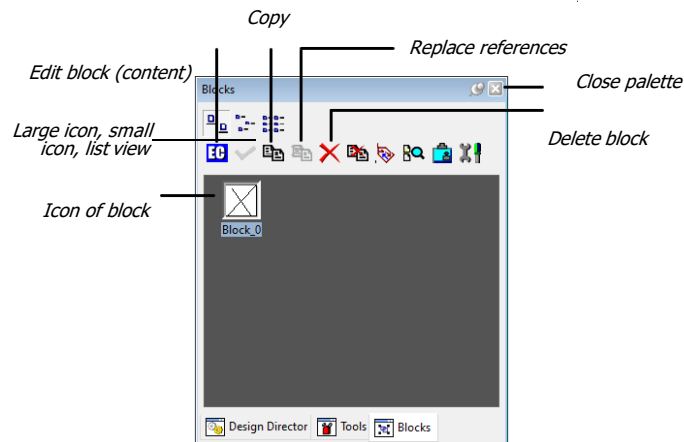 Copy
Replace references
Edit block (content)
Close palette
Blocks
Large icon, small
icon, list view
Delete block
Icon of block
Block_0
Design Director
Tools
Blocks